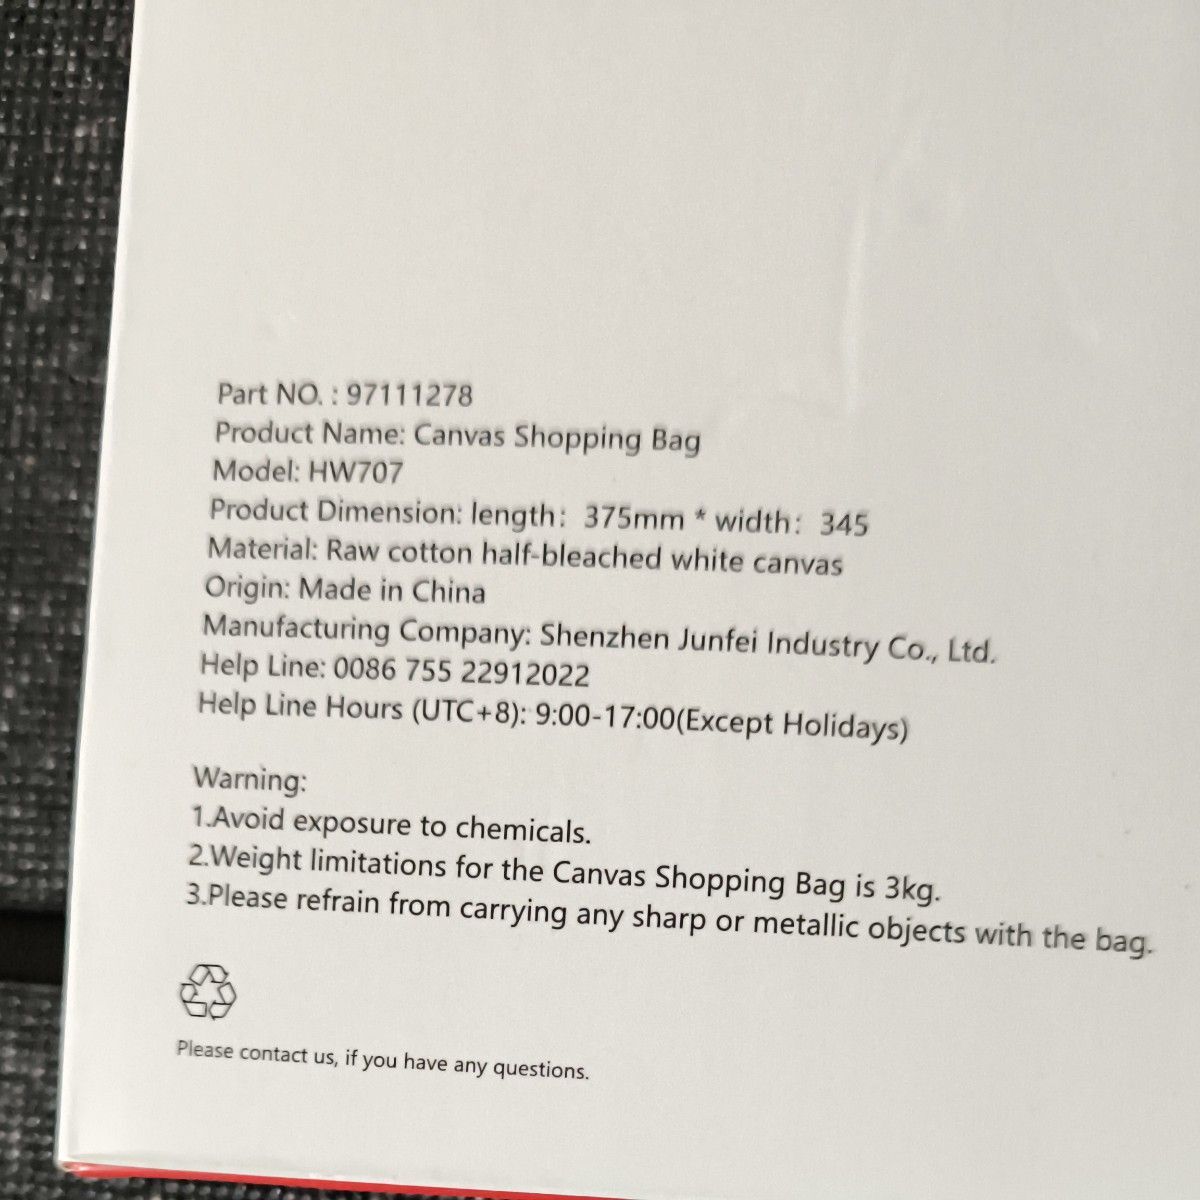 Part NO. : 97111278
Product Name: Canvas Shopping Bag
Model: HW707
Product Dimension: length：375mm * width：345
Material: Raw cotton half-bleached white canvas
Origin: Made in China
Manufacturing Company: Shenzhen Junfei Industry Co., Ltd.
Help Line: 0086 755 22912022
Help Line Hours (UTC+8): 9:00-17:00(Except Holidays)
Warning:
1.Avoid exposure to chemicals.
2.Weight limitations for the Canvas Shopping Bag is 3kg.
3.Please refrain from carrying any sharp or metallic objects with the bag.
Please contact us, if you have any questions.